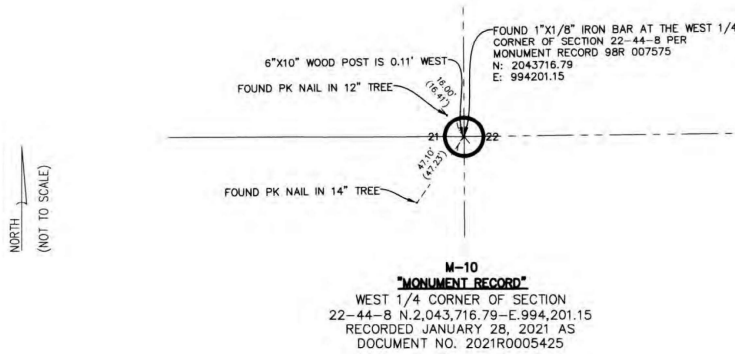 FOUND 1"X1/8" IRON BAR AT THE WEST 1/4
CORNER OF SECTION 22-44-8 PER
MONUMENT RECORD 98R 007575
N: 2043716.79
E: 994201.15
6"X10" WOOD POST IS 0.11' WEST
FOUND PK NAIL IN 12" TREE
16.00'
(16.41')
21
22
47.10'
(47.23')
FOUND PK NAIL IN 14" TREE
NORTH
(NOT TO SCALE)
M-10
"MONUMENT RECORD"
WEST 1/4 CORNER OF SECTION
22-44-8 N.2,043,716.79-E.994,201.15
RECORDED JANUARY 28, 2021 AS
DOCUMENT NO. 2021R0005425